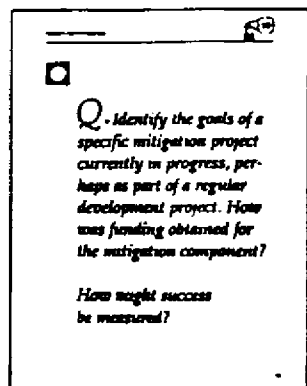 Q. Identify the goals of a
specific mitigation project
currently in progress, per-
haps as part of a regular
development project. How
was funding obtained for
the mitigation component?
How might success
be measured?